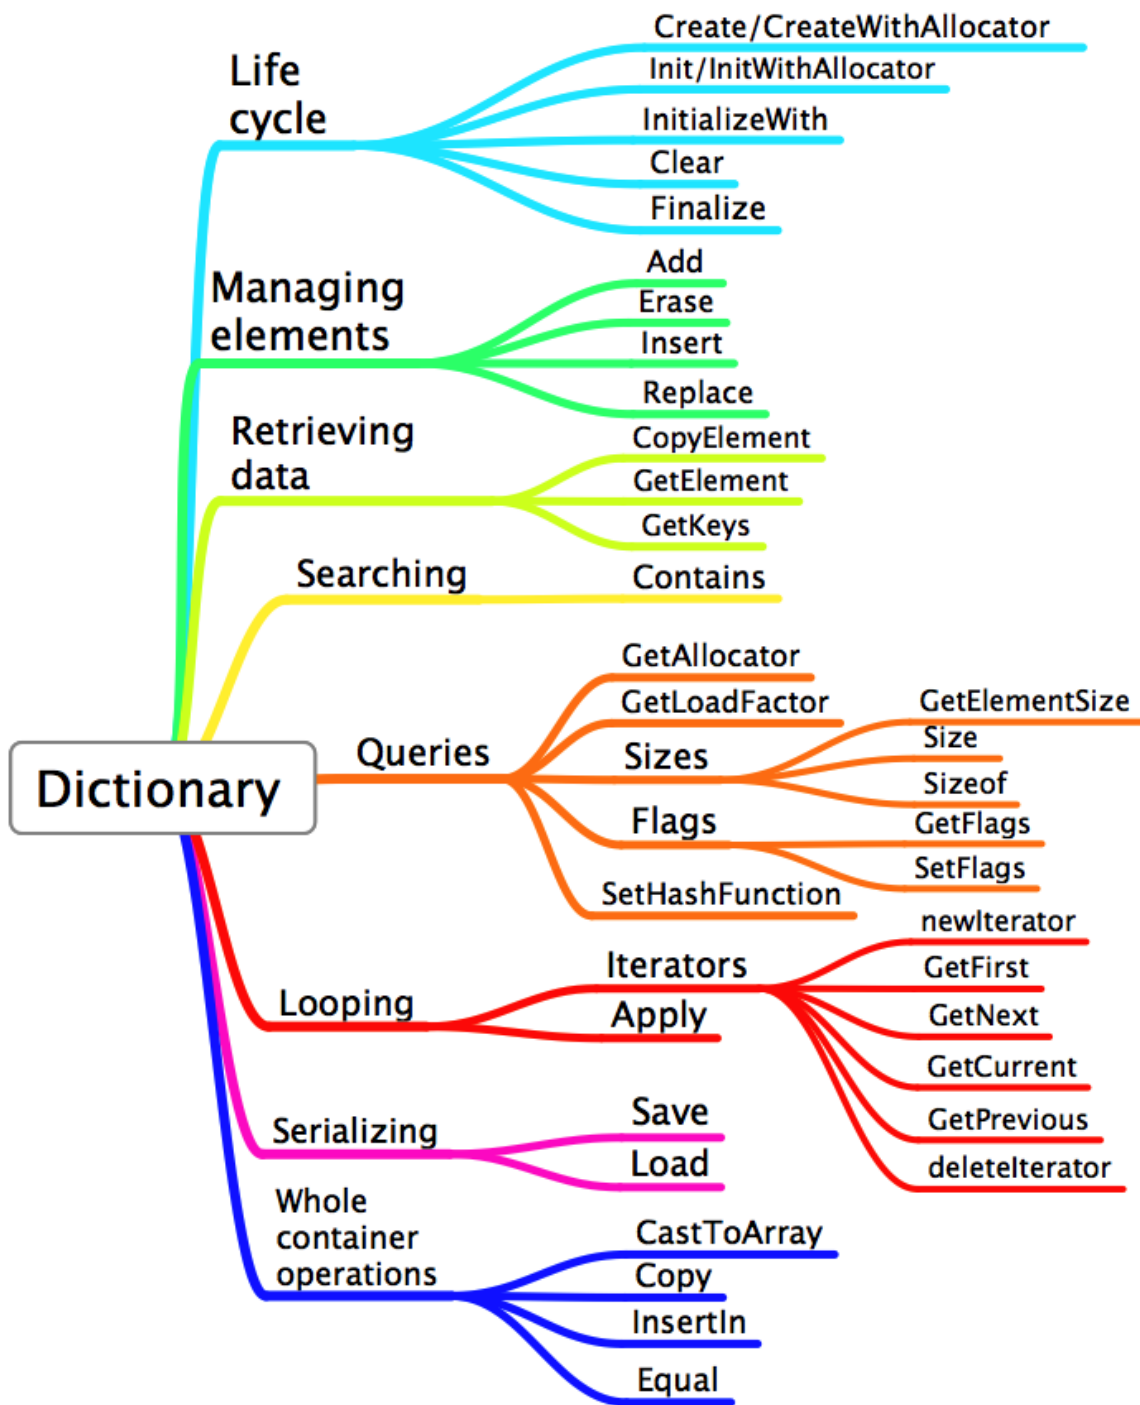 Create/CreateWithAllocator
Life
cycle
Init/InitWithAllocator
InitializeWith
Clear
Finalize
Managing
elements
Add
Erase
Insert
Replace
Retrieving
data
CopyElement
GetElement
GetKeys
Searching
Contains
Dictionary
Queries
GetAllocator
GetLoadFactor
Sizes
GetElementSize
Size
Sizeof
Flags
GetFlags
SetFlags
SetHashFunction
Looping
Iterators
newIterator
GetFirst
GetNext
GetCurrent
GetPrevious
deleteIterator
Apply
Serializing
Save
Load
Whole
container
operations
CastToArray
Copy
InsertIn
Equal